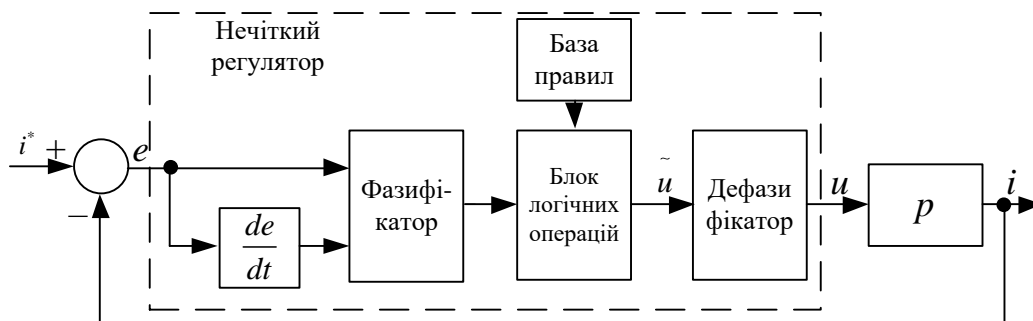 Нечіткий
регулятор
База
правил
i* +
e
−
de
dt
Фазифі-
катор
Блок
логічних
операцій
ũ
Дефази
фікатор
u
p
i